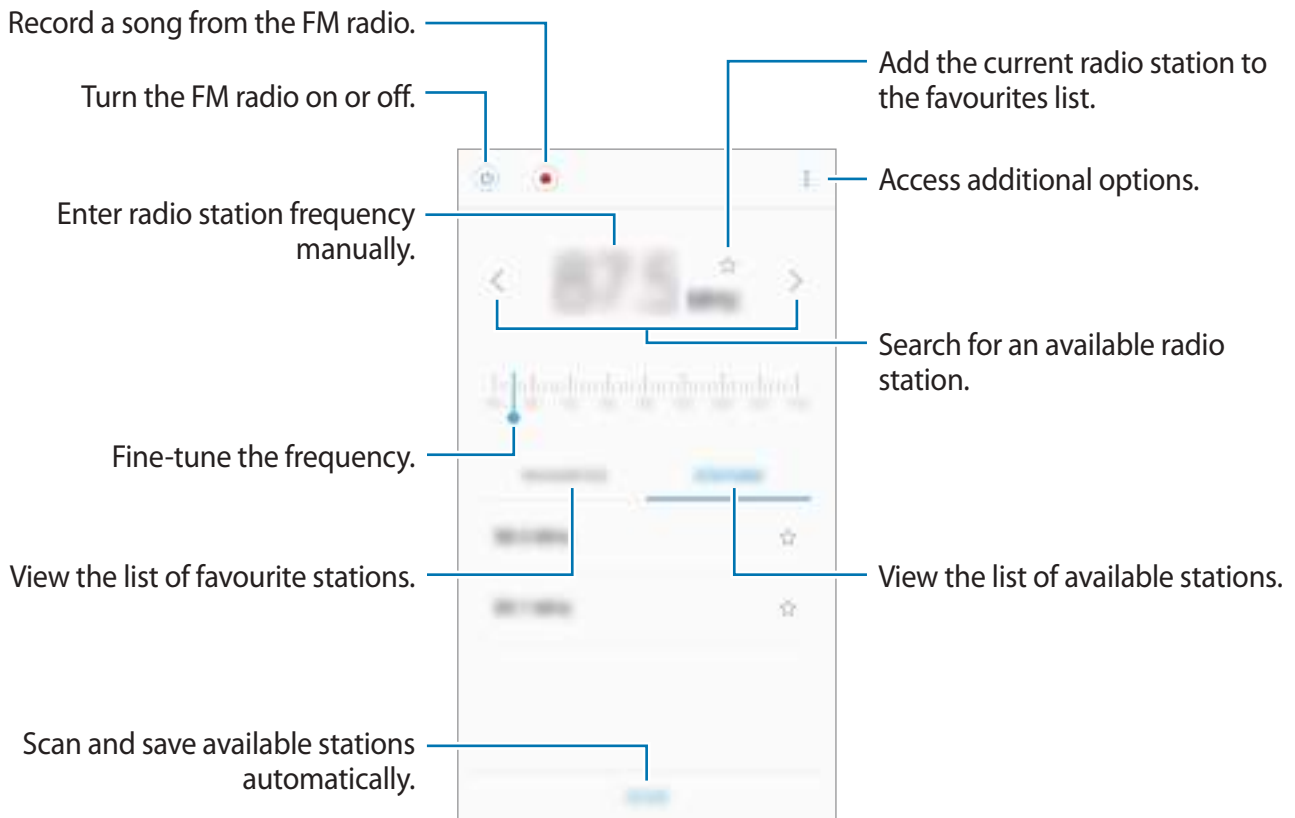 Record a song from the FM radio.
Add the current radio station to
the favourites list.
Turn the FM radio on or off.
Access additional options.
Enter radio station frequency
manually.
87.5
MHz
Search for an available radio
station.
Fine-tune the frequency.
View the list of favourite stations.
View the list of available stations.
Scan and save available stations
automatically.